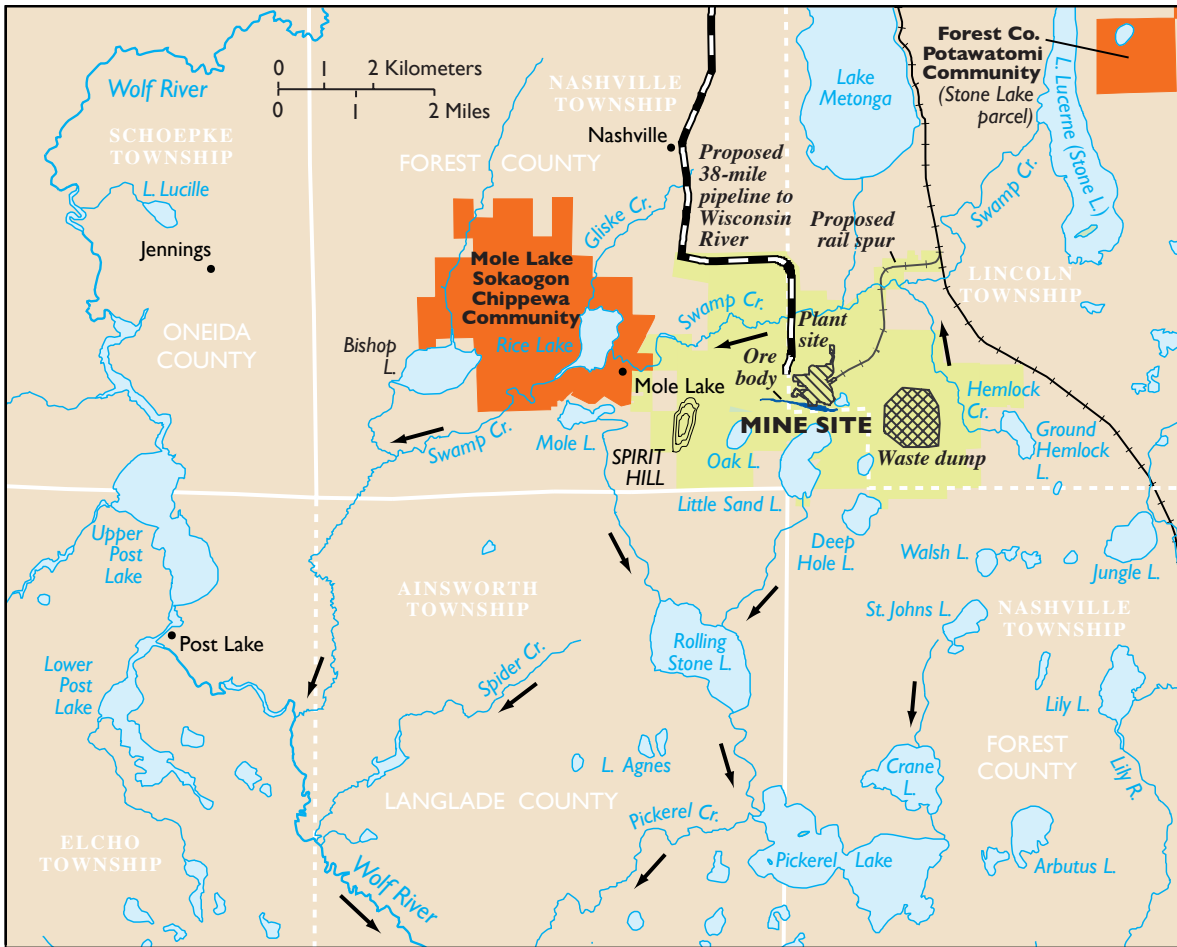 Wolf River
0 1 2 Kilometers
0 1 2 Miles
SCHOEPKE
TOWNSHIP
L. Lucille
Jennings
ONEIDA
COUNTY
NASHVILLE
TOWNSHIP
Nashville
FOREST COUNTY
Gliske Cr.
Mole Lake
Sokaogon
Chippewa
Community
Rice Lake
Bishop
L.
Mole Lake
Swamp Cr.
Mole L.
SPIRIT
HILL
Proposed
38-mile
pipeline to
Wisconsin
River
Lake
Metonga
Forest Co.
Potawatomi
Community
(Stone Lake
parcel)
L. Lucerne (Stone L.)
Swamp Cr.
Proposed
rail spur
LINCOLN
TOWNSHIP
Swamp Cr.
Plant
site
Ore
body
MINE SITE
Oak L.
Waste dump
Hemlock
Cr.
Ground
Hemlock
L.
Little Sand L.
Deep
Hole L.
Walsh L.
Jungle L.
Upper
Post
Lake
Post Lake
Lower
Post
Lake
AINSWORTH
TOWNSHIP
Spider Cr.
Rolling
Stone L.
St. Johns L.
NASHVILLE
TOWNSHIP
Lily L.
FOREST
COUNTY
Lily R.
L. Agnes
LANGLADE COUNTY
Pickerel Cr.
Crane
L.
Pickerel Lake
Arbutus L.
ELCHO
TOWNSHIP
Wolf River